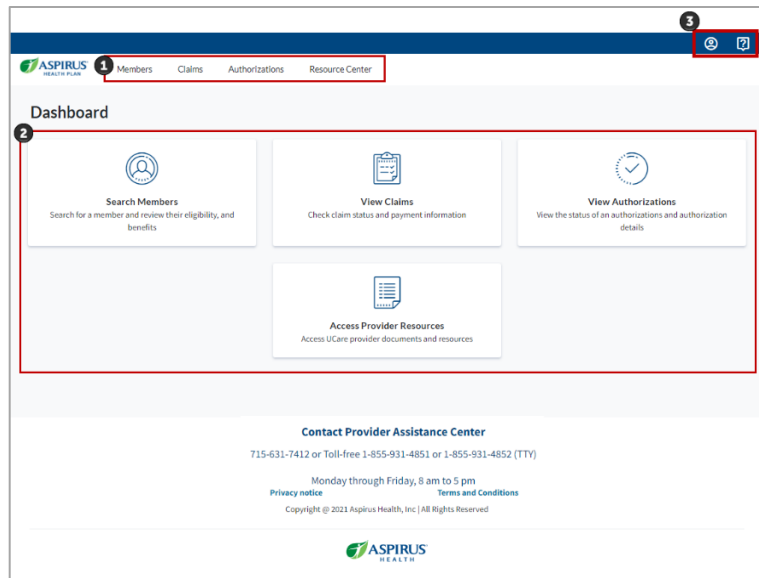 3
ASPIRUS
HEALTH PLAN
1
Members
Claims
Authorizations
Resource Center
Dashboard
2
Search Members
Search for a member and review their eligibility, and
benefits
View Claims
Check claim status and payment information
View Authorizations
View the status of an authorizations and authorization
details
Access Provider Resources
Access UCare provider documents and resources
Contact Provider Assistance Center
715-631-7412 or Toll-free 1-855-931-4851 or 1-855-931-4852 (TTY)
Monday through Friday, 8 am to 5 pm
Privacy notice
Terms and Conditions
Copyright @ 2021 Aspirus Health, Inc | All Rights Reserved
ASPIRUS
HEALTH